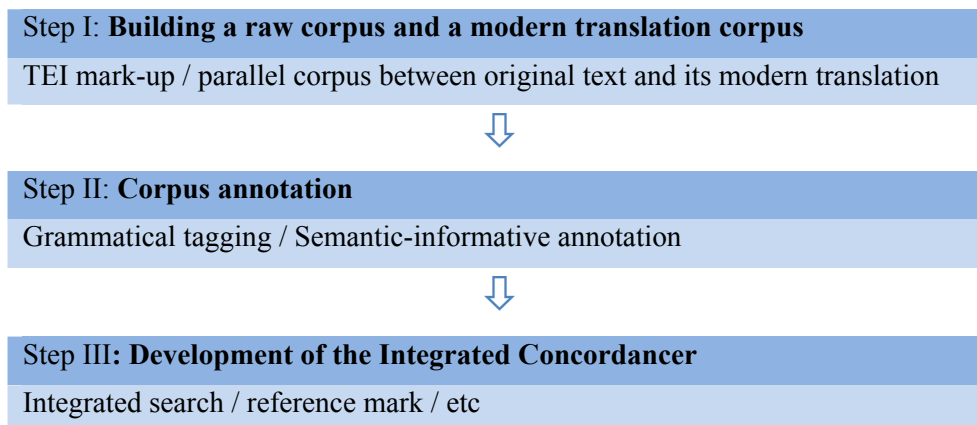 Step I: Building a raw corpus and a modern translation corpus
TEI mark-up / parallel corpus between original text and its modern translation
Step II: Corpus annotation
Grammatical tagging / Semantic-informative annotation
Step III: Development of the Integrated Concordancer
Integrated search / reference mark / etc